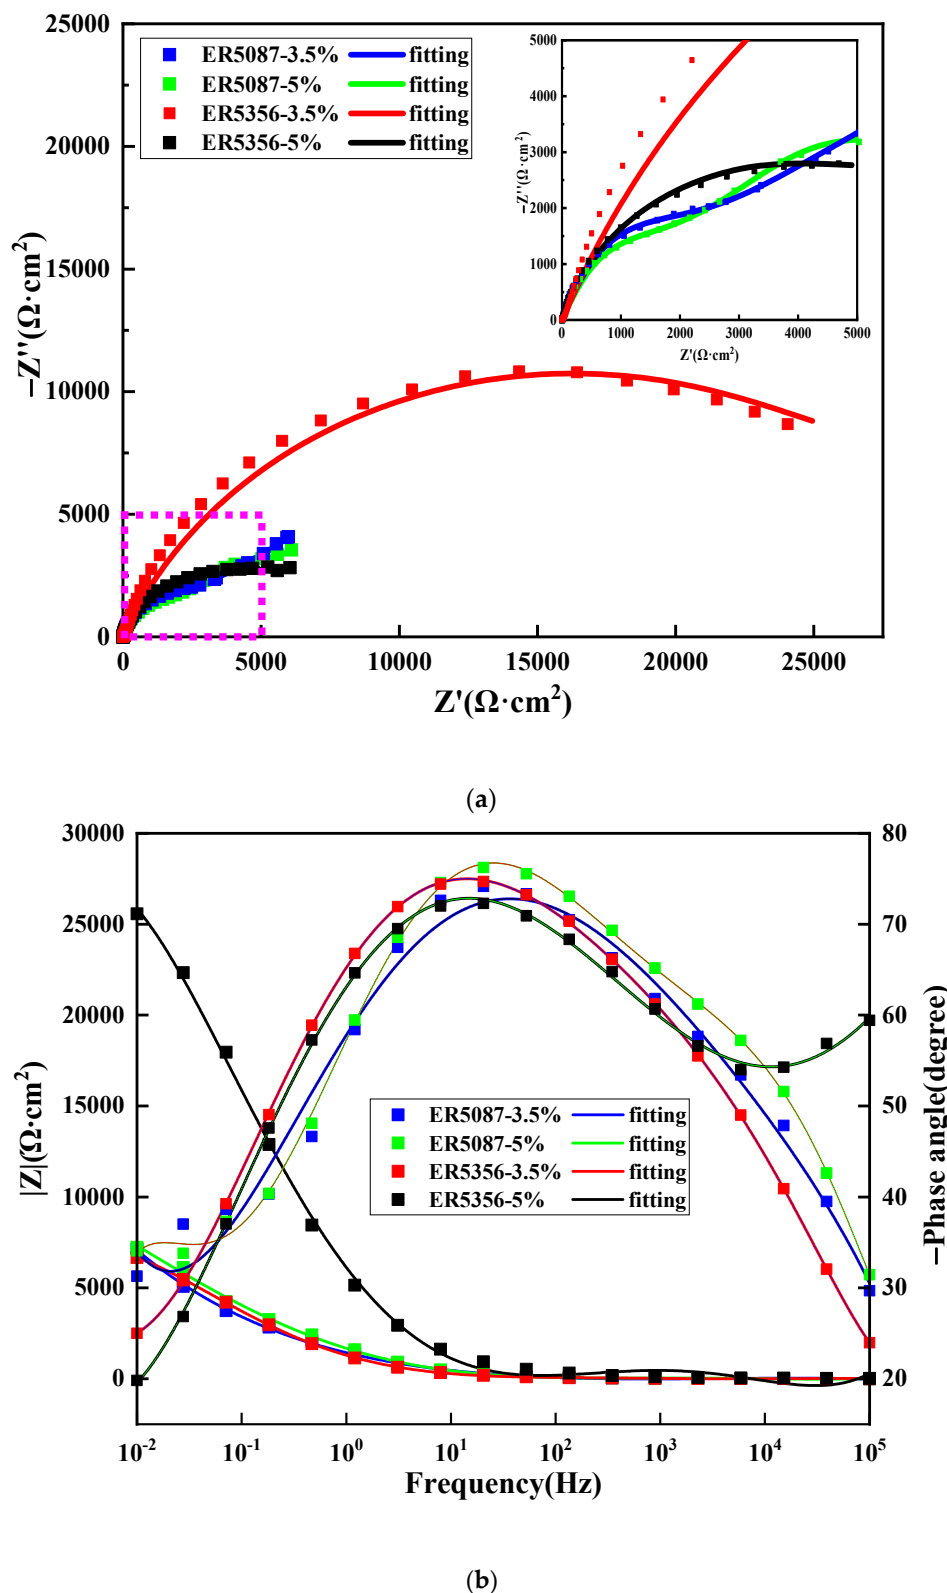 25000
20000
15000
10000
5000
0
−Z''(Ω·cm²)
ER5087-3.5% fitting
ER5087-5% fitting
ER5356-3.5% fitting
ER5356-5% fitting
5000
4000
3000
2000
1000
0
−Z''(Ω·cm²)
0 1000 2000 3000 4000 5000
Z'(Ω·cm²)
0 5000 10000 15000 20000 25000
Z'(Ω·cm²)
(a)
30000
25000
20000
15000
10000
5000
0
|Z|(Ω·cm²)
80
70
60
50
40
30
20
−Phase angle(degree)
ER5087-3.5% fitting
ER5087-5% fitting
ER5356-3.5% fitting
ER5356-5% fitting
10⁻² 10⁻¹ 10⁰ 10¹ 10² 10³ 10⁴ 10⁵
Frequency(Hz)
(b)